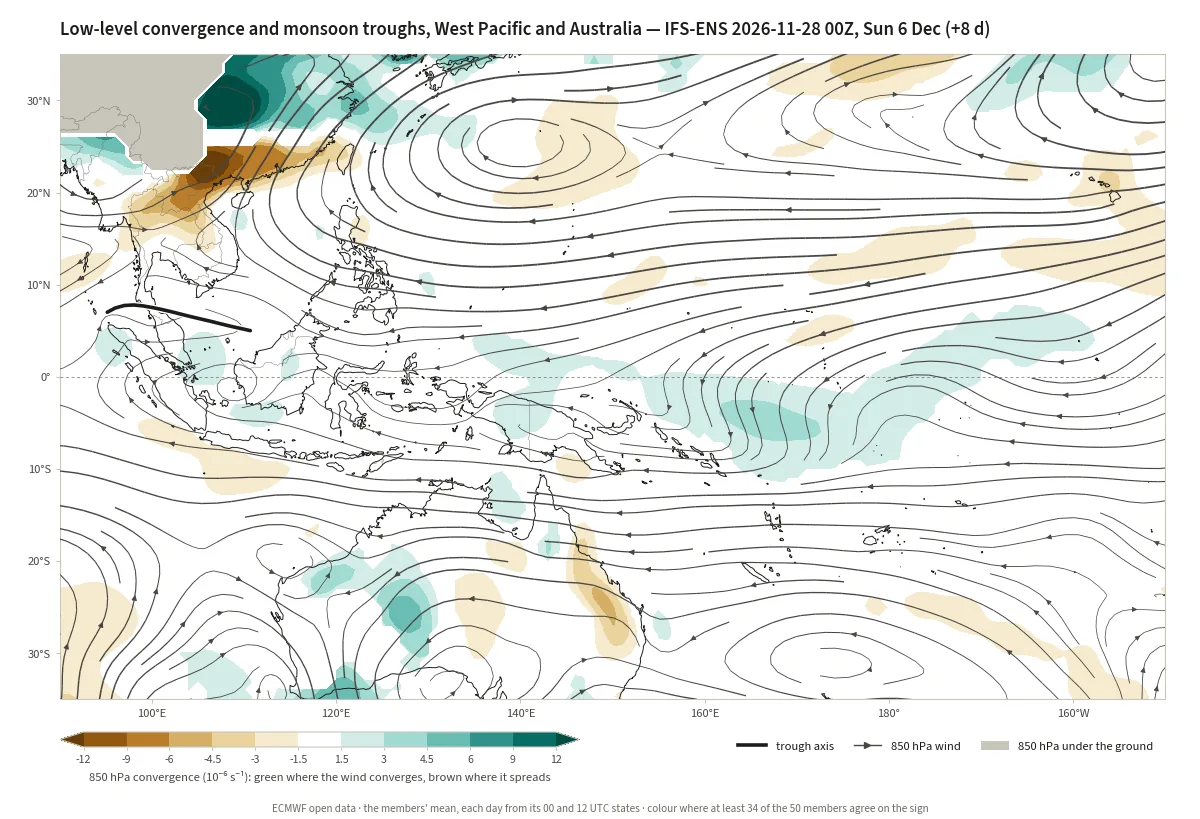 Low-level convergence and monsoon troughs, West Pacific and Australia — IFS-ENS 2026-11-28 00Z, Sun 6 Dec (+8 d)
30°N
20°N
10°N
0°
10°S
20°S
30°S
100°E 120°E 140°E 160°E 180° 160°W
-12 -9 -6 -4.5 -3 -1.5 1.5 3 4.5 6 9 12
850 hPa convergence (10⁻⁶ s⁻¹): green where the wind converges, brown where it spreads
trough axis 850 hPa wind 850 hPa under the ground
ECMWF open data · the members' mean, each day from its 00 and 12 UTC states · colour where at least 34 of the 50 members agree on the sign